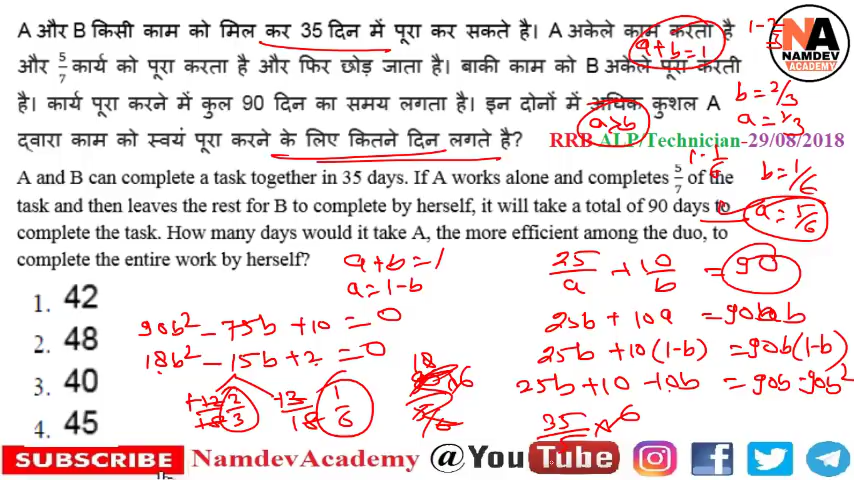 A और B किसी काम को मिल कर 35 दिन में पूरा कर सकते है। A अकेले काम करता है
a+b=1
NA
NAMDEV
ACADEMY
और 5/7 कार्य को पूरा करता है और फिर छोड़ जाता है। बाकी काम को B अकेले पूरा करती
है। कार्य पूरा करने में कुल 90 दिन का समय लगता है। इन दोनों में अधिक कुशल A
b=2/3
a=1/3
a>b
द्वारा काम को स्वयं पूरा करने के लिए कितने दिन लगते है?
RRB ALP/Technician-29/08/2018
A and B can complete a task together in 35 days. If A works alone and completes 5/7 of the
task and then leaves the rest for B to complete by herself, it will take a total of 90 days to
complete the task. How many days would it take A, the more efficient among the duo, to
complete the entire work by herself?
b=1/6
a=5/6
a+b=1
a=1-b
25/a + 10/b = 90
25b + 10a = 90ab
25b + 10(1-b) = 90b(1-b)
25b + 10 - 10b = 90b - 90b²
90b² - 75b + 10 = 0
18b² - 15b + 2 = 0
2/3
1/6
1. 42
2. 48
3. 40
4. 45
SUBSCRIBE NamdevAcademy @YouTube